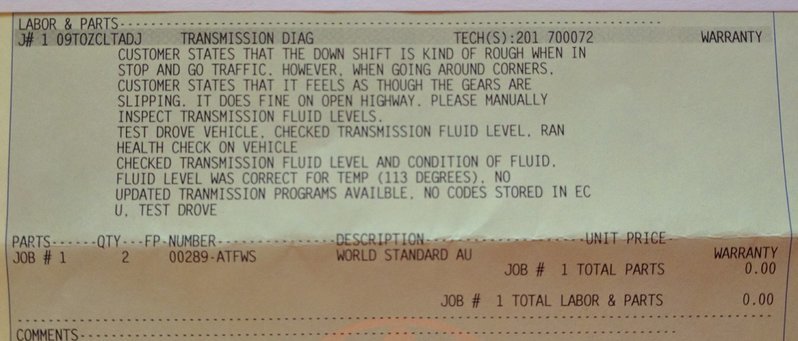 LABOR & PARTS
J# 1 09TOZCLTADJ TRANSMISSION DIAG TECH(S):201 700072 WARRANTY
CUSTOMER STATES THAT THE DOWN SHIFT IS KIND OF ROUGH WHEN IN
STOP AND GO TRAFFIC. HOWEVER, WHEN GOING AROUND CORNERS,
CUSTOMER STATES THAT IT FEELS AS THOUGH THE GEARS ARE
SLIPPING. IT DOES FINE ON OPEN HIGHWAY. PLEASE MANUALLY
INSPECT TRANSMISSION FLUID LEVELS.
TEST DROVE VEHICLE, CHECKED TRANSMISSION FLUID LEVEL, RAN
HEALTH CHECK ON VEHICLE
CHECKED TRANSMISSION FLUID LEVEL AND CONDITION OF FLUID.
FLUID LEVEL WAS CORRECT FOR TEMP (113 DEGREES). NO
UPDATED TRANMISSION PROGRAMS AVAILBLE. NO CODES STORED IN EC
U. TEST DROVE
PARTS------QTY---FP-NUMBER---------------DESCRIPTION--------------------UNIT PRICE-
JOB # 1 2 00289-ATFWS WORLD STANDARD AU WARRANTY
JOB # 1 TOTAL PARTS 0.00
JOB # 1 TOTAL LABOR & PARTS 0.00
COMMENTS